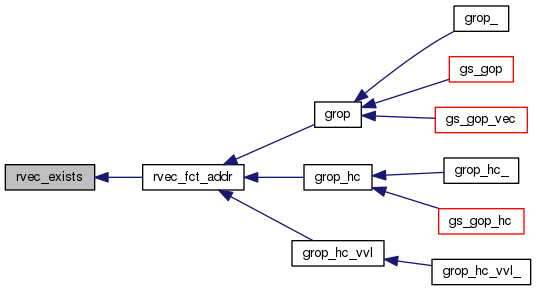 grop_
gs_gop
grop
gs_gop_vec
rvec_exists
rvec_fct_addr
grop_hc
grop_hc_
gs_gop_hc
grop_hc_vvl
grop_hc_vvl_